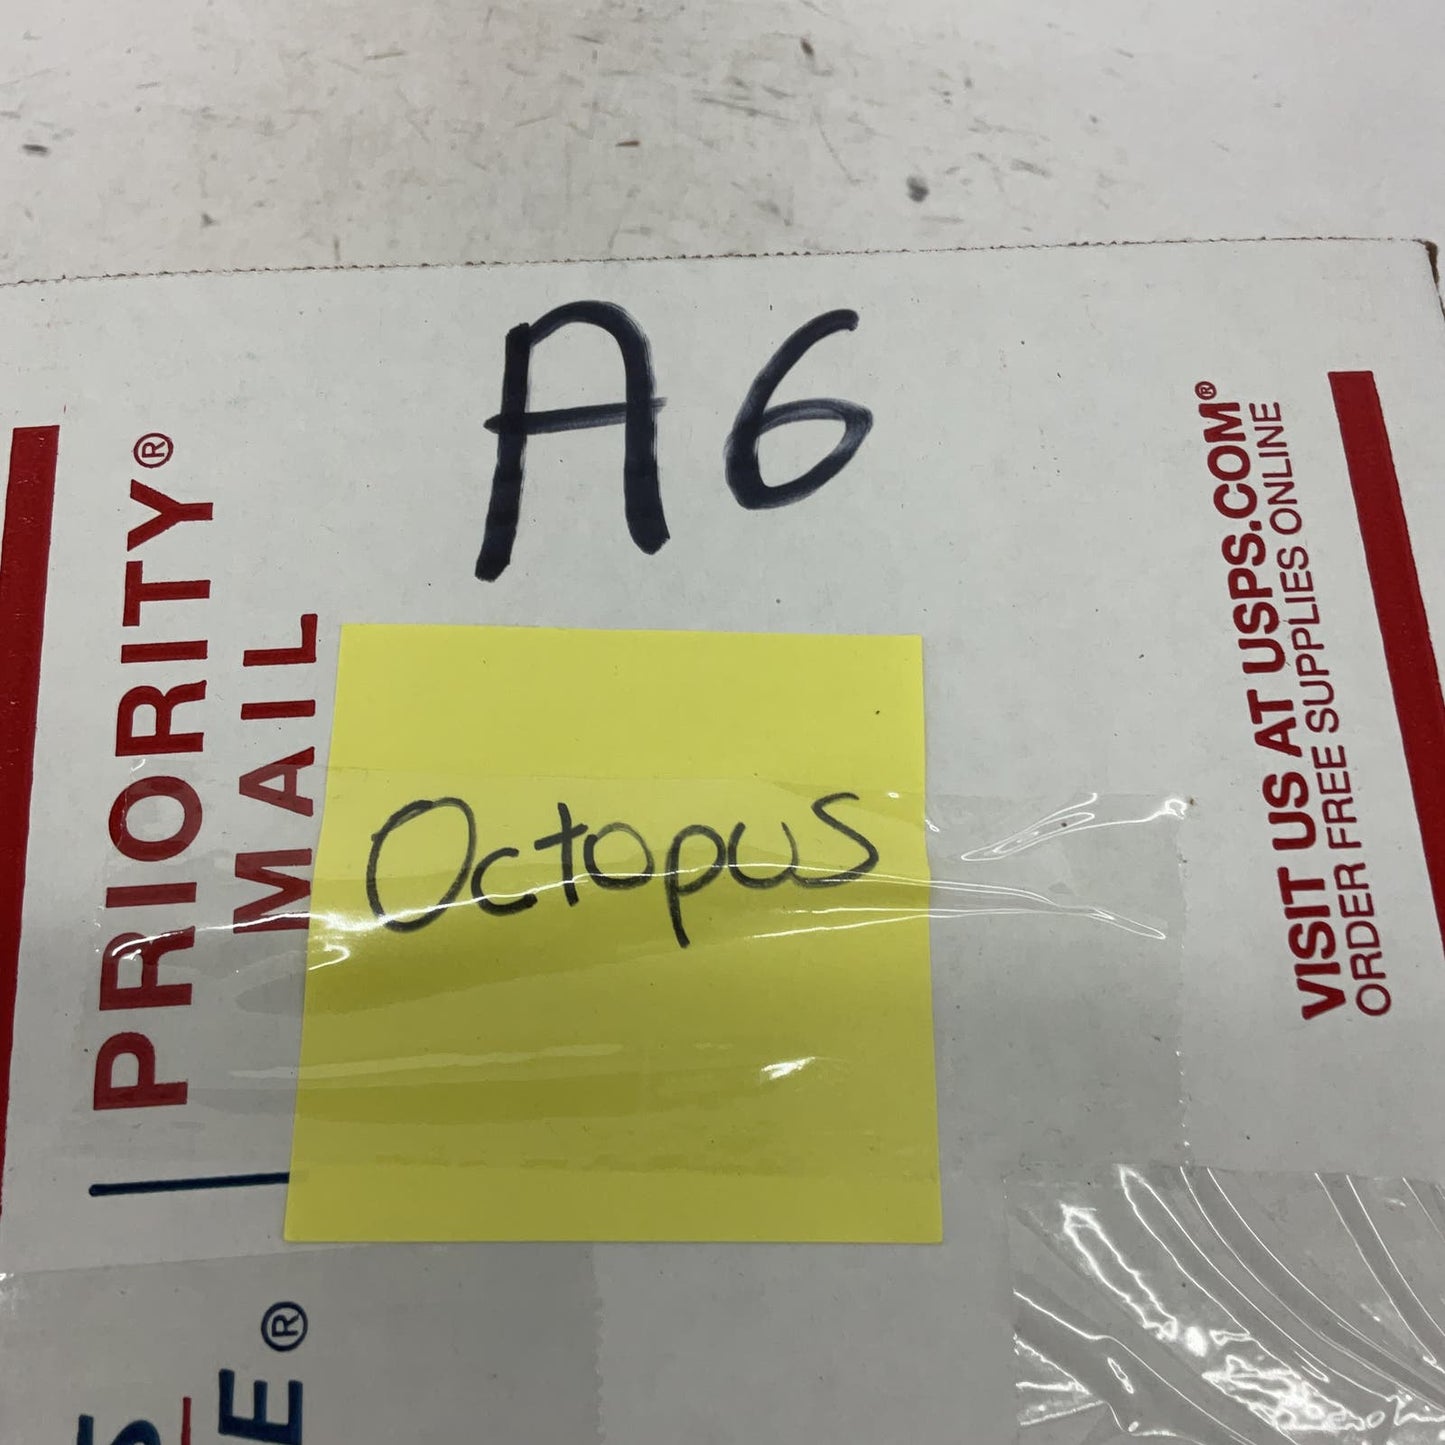 A6
PRIORITY®
MAIL
Octopus
VISIT US AT USPS.COM®
ORDER FREE SUPPLIES ONLINE